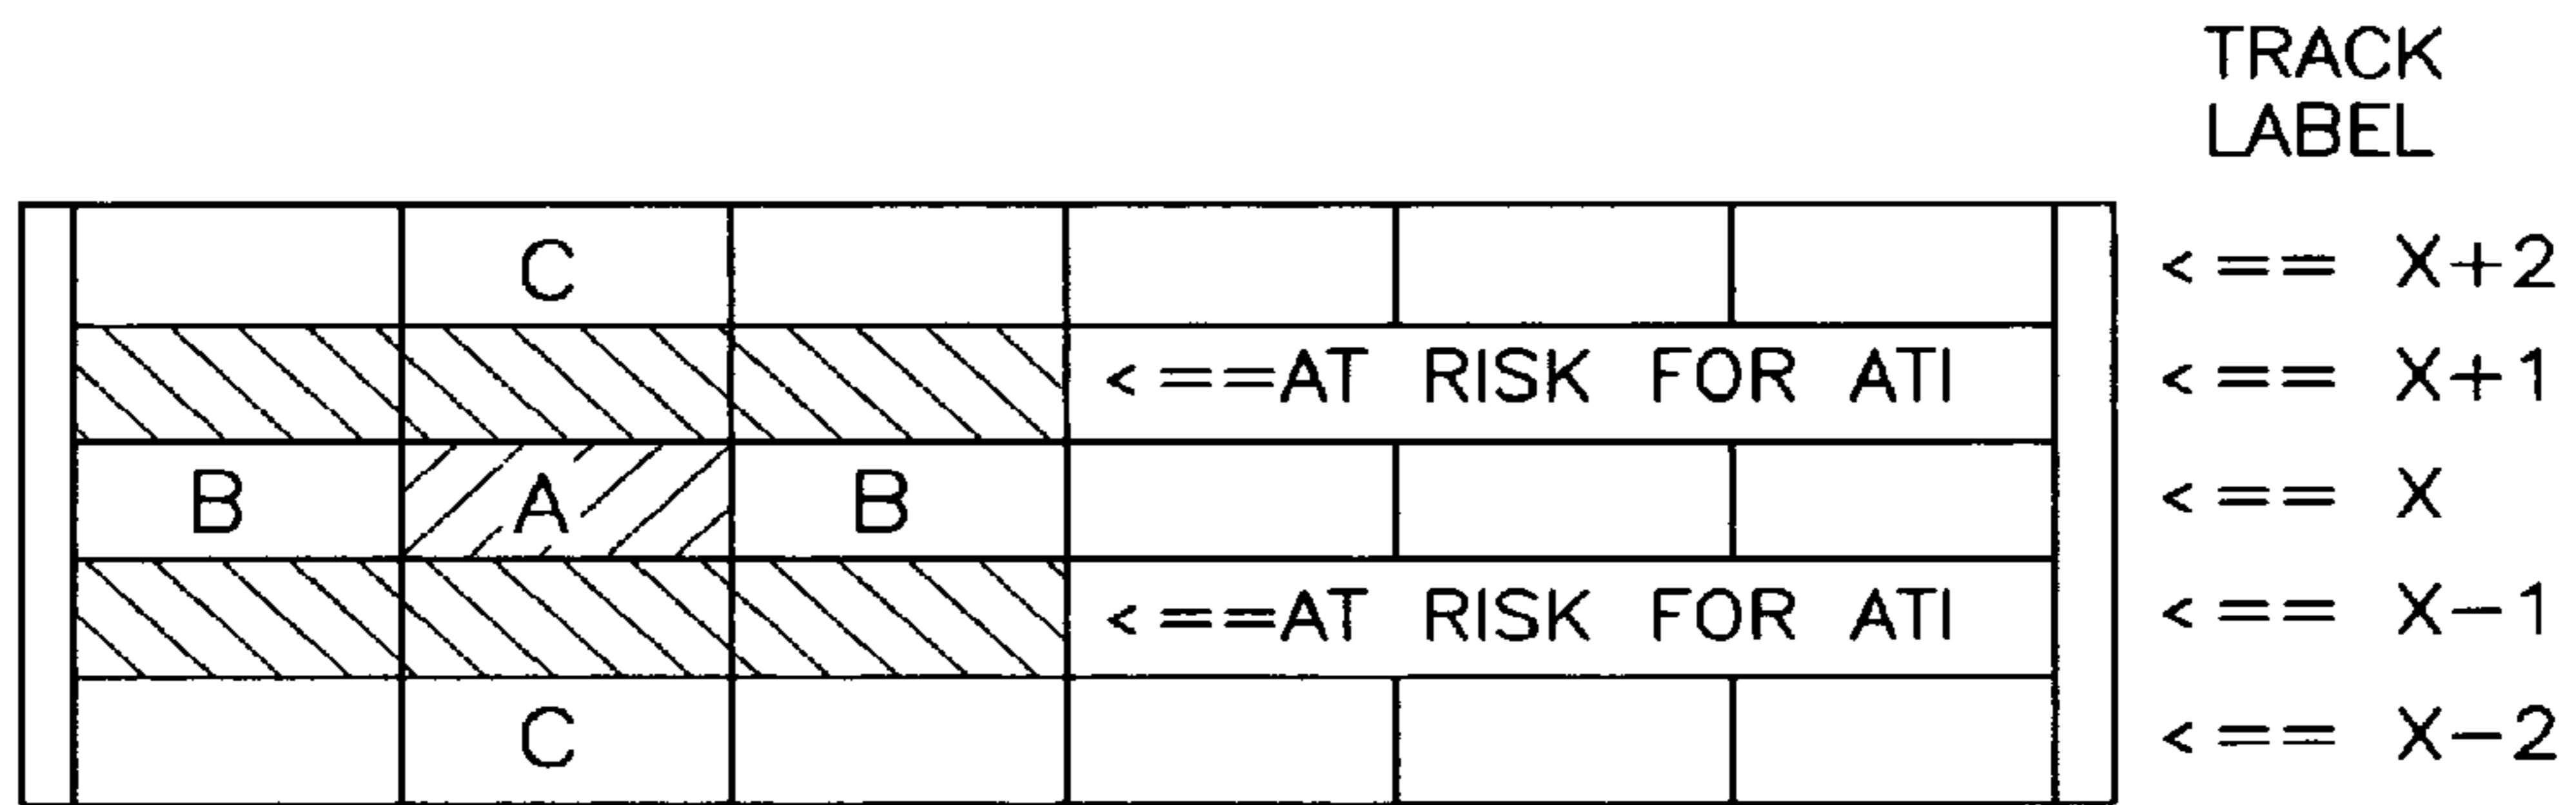 TRACK
LABEL
C <== X+2
<==AT RISK FOR ATI <== X+1
B A B <== X
<==AT RISK FOR ATI <== X-1
C <== X-2